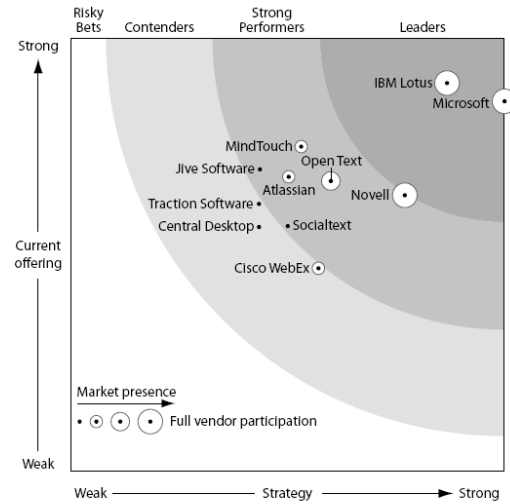 Risky
Bets
Contenders
Strong
Performers
Leaders
Strong
IBM Lotus
Microsoft
MindTouch
Open Text
Jive Software
Atlassian
Novell
Traction Software
Central Desktop
Socialtext
Current
offering
Cisco WebEx
Market presence
Full vendor participation
Weak
Weak
Strategy
Strong